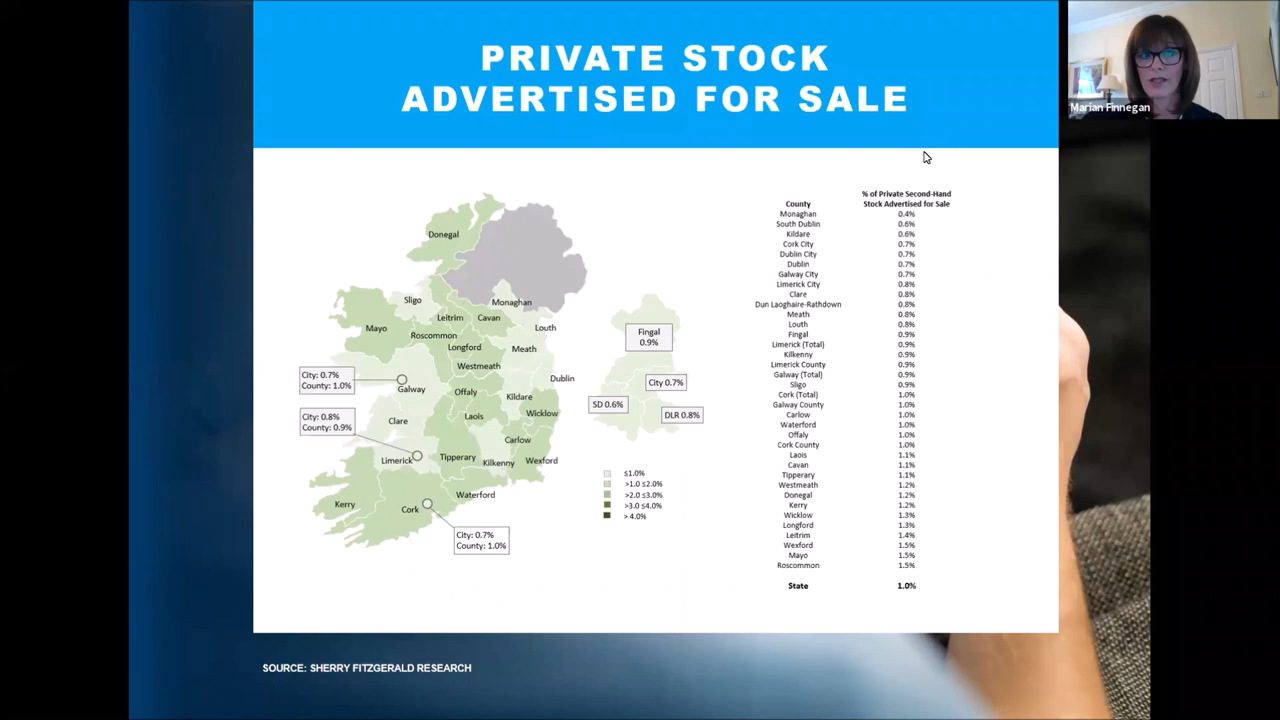 PRIVATE STOCK
ADVERTISED FOR SALE
Marian Finnegan
Donegal
Sligo
Monaghan
Leitrim
Cavan
Mayo
Roscommon
Louth
Longford
Meath
Westmeath
Dublin
City: 0.7%
County: 1.0%
Galway
Offaly
Kildare
City: 0.8%
County: 0.9%
Clare
Laois
Wicklow
Carlow
Limerick
Tipperary
Kilkenny
Wexford
Kerry
Cork
Waterford
City: 0.7%
County: 1.0%
Fingal
0.9%
City 0.7%
SD 0.6%
DLR 0.8%
≤1.0%
>1.0 ≤2.0%
>2.0 ≤3.0%
>3.0 ≤4.0%
> 4.0%
% of Private Second-Hand
County Stock Advertised for Sale
Monaghan 0.4%
South Dublin 0.6%
Kildare 0.6%
Cork City 0.7%
Dublin City 0.7%
Dublin 0.7%
Galway City 0.7%
Limerick City 0.8%
Clare 0.8%
Dun Laoghaire-Rathdown 0.8%
Meath 0.8%
Louth 0.8%
Fingal 0.9%
Limerick (Total) 0.9%
Kilkenny 0.9%
Limerick County 0.9%
Galway (Total) 0.9%
Sligo 0.9%
Cork (Total) 1.0%
Galway County 1.0%
Carlow 1.0%
Waterford 1.0%
Offaly 1.0%
Cork County 1.0%
Laois 1.1%
Cavan 1.1%
Tipperary 1.1%
Westmeath 1.2%
Donegal 1.2%
Kerry 1.2%
Wicklow 1.3%
Longford 1.3%
Leitrim 1.4%
Wexford 1.5%
Mayo 1.5%
Roscommon 1.5%
State 1.0%
SOURCE: SHERRY FITZGERALD RESEARCH